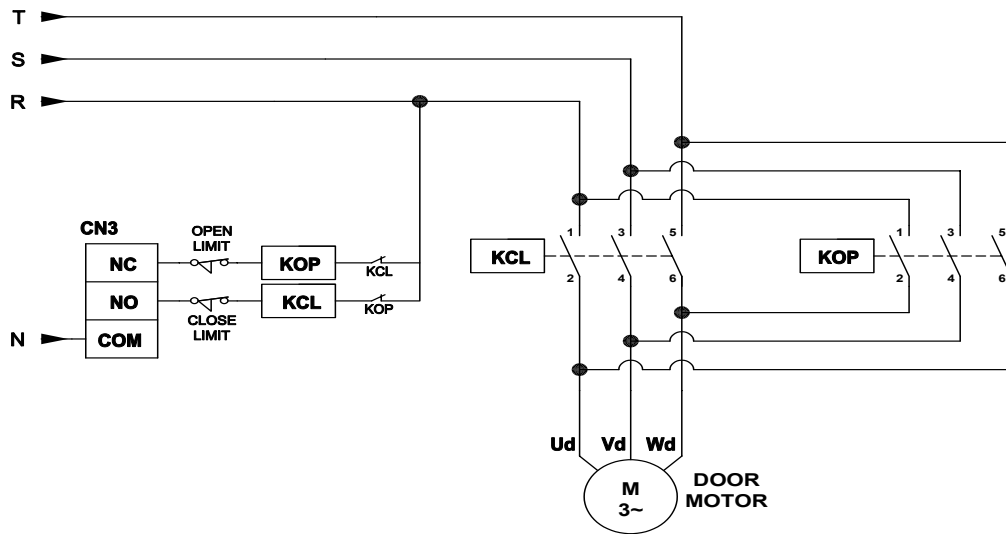 T
S
R
CN3
OPEN
LIMIT
NC
KOP
KCL
NO
KCL
KOP
CLOSE
LIMIT
N
COM
1
3
5
KCL
2
4
6
1
3
5
KOP
2
4
6
Ud
Vd
Wd
M
3~
DOOR
MOTOR